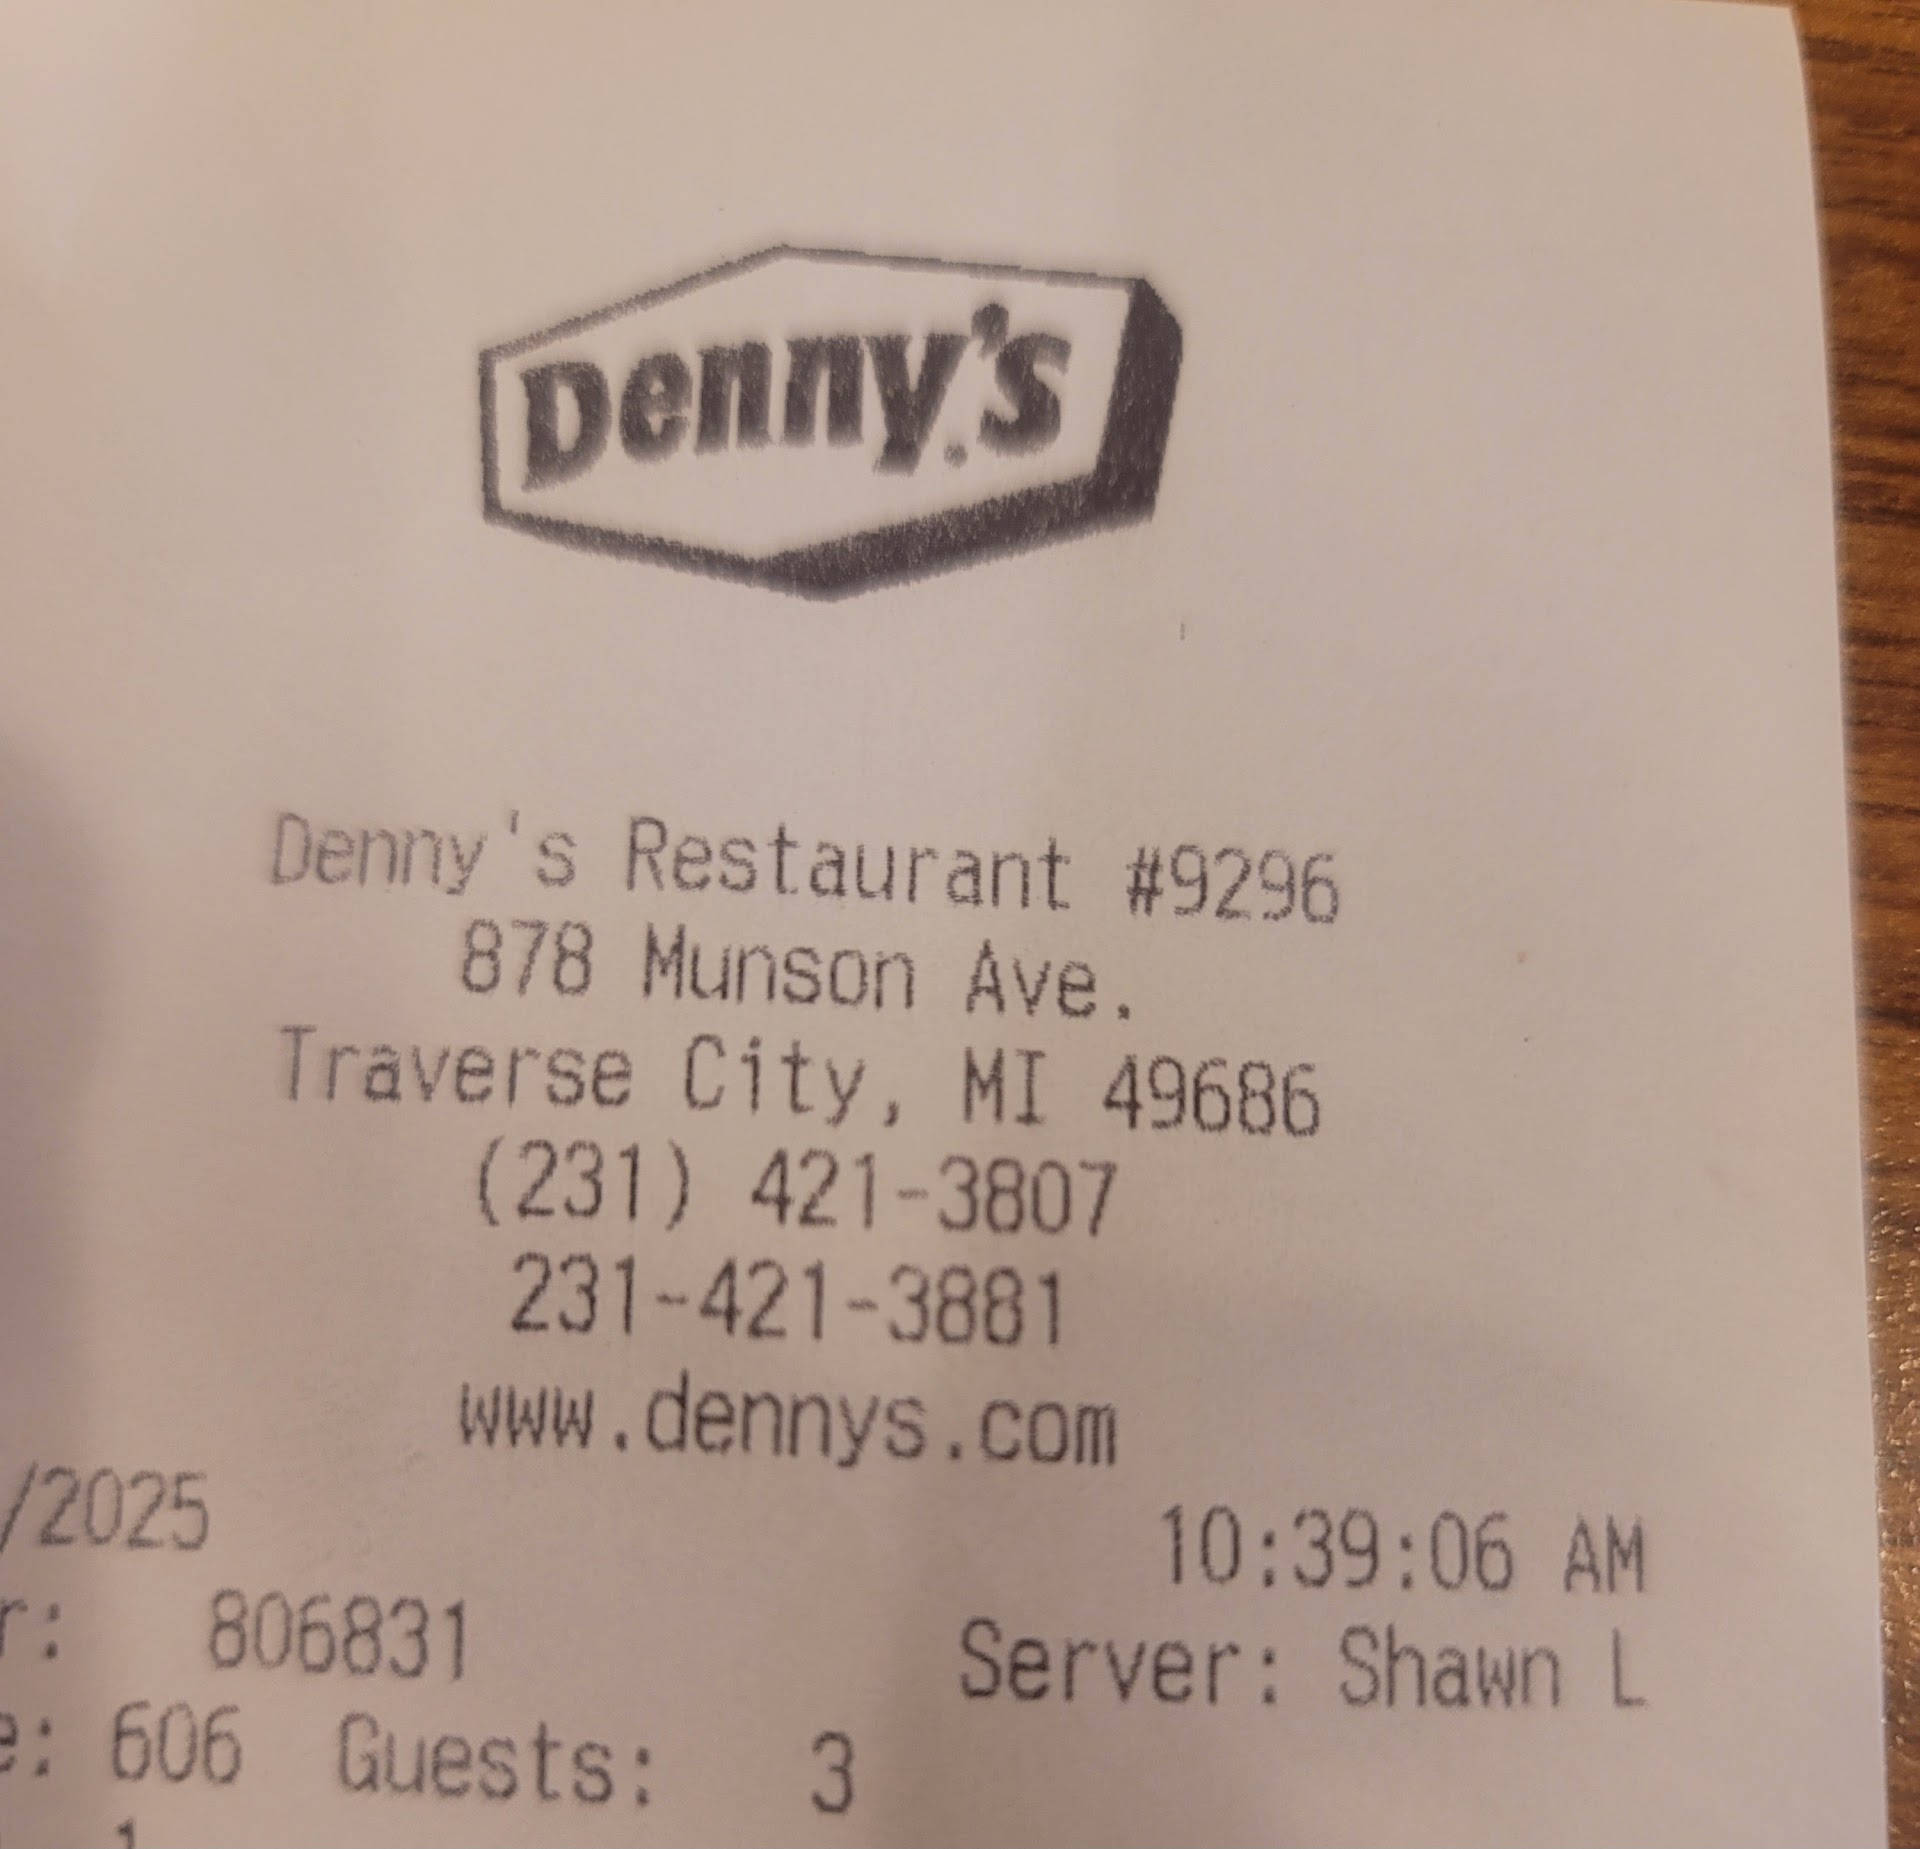 Denny's
Denny's Restaurant #9296
878 Munson Ave.
Traverse City, MI 49686
(231) 421-3807
231-421-3881
www.dennys.com
/2025 10:39:06 AM
r: 806831 Server: Shawn L
e: 606 Guests: 3